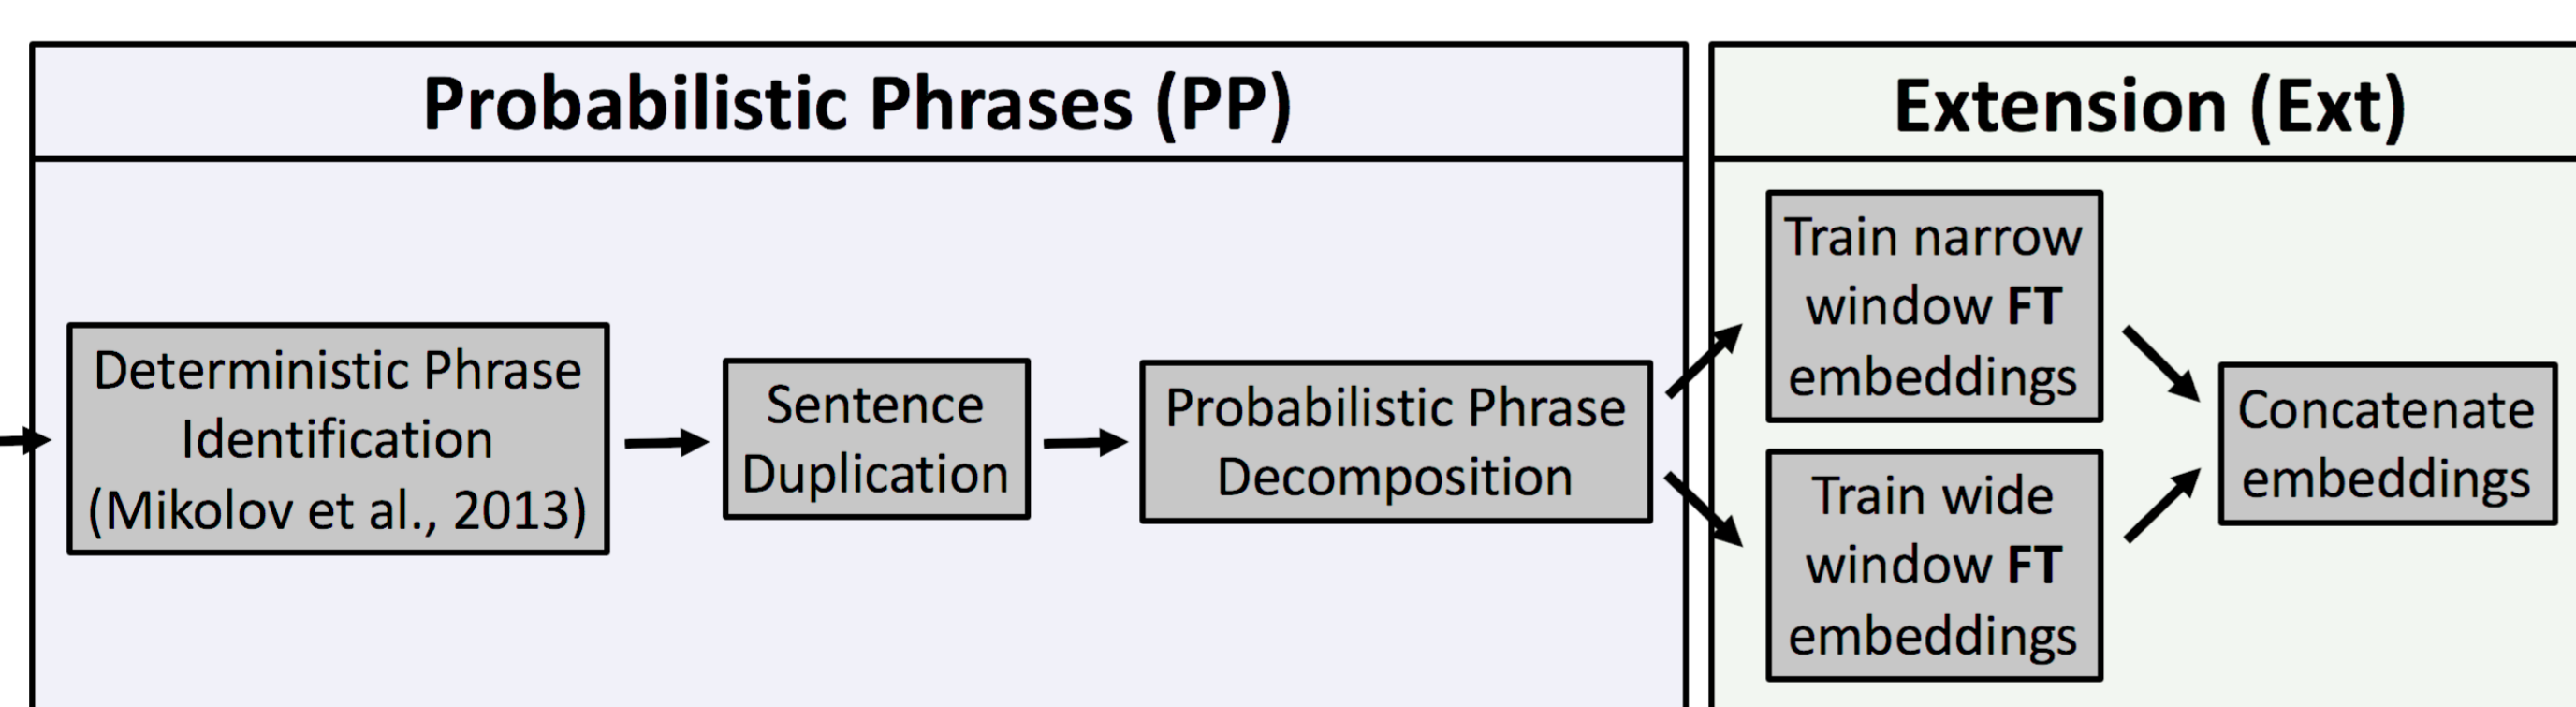 Probabilistic Phrases (PP)
Deterministic Phrase
Identification
(Mikolov et al., 2013)
Sentence
Duplication
Probabilistic Phrase
Decomposition
Extension (Ext)
Train narrow
window FT
embeddings
Train wide
window FT
embeddings
Concatenate
embeddings